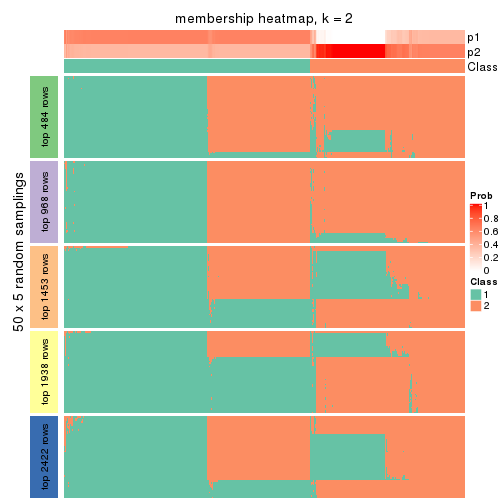 membership heatmap, k = 2
p1
p2
Class
50 x 5 random samplings
top 484 rows
top 968 rows
top 1453 rows
top 1938 rows
top 2422 rows
Prob
1
0.8
0.6
0.4
0.2
0
Class
1
2